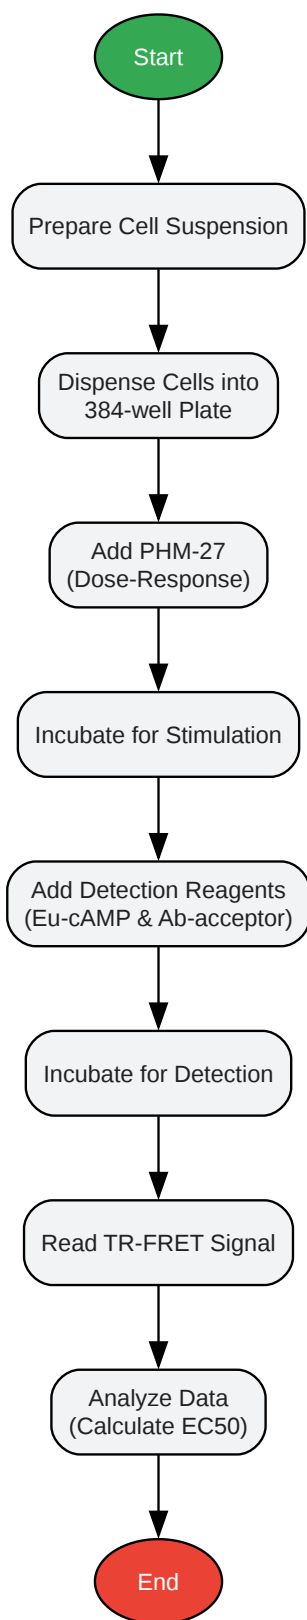 Start
Prepare Cell Suspension
Dispense Cells into
384-well Plate
Add PHM-27
(Dose-Response)
Incubate for Stimulation
Add Detection Reagents
(Eu-cAMP & Ab-acceptor)
Incubate for Detection
Read TR-FRET Signal
Analyze Data
(Calculate EC50)
End